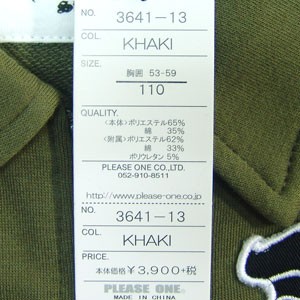 NO. 3641-13
COL. KHAKI
SIZE.
胸囲 53-59
110
QUALITY.
<本体>ポリエステル65%
綿 35%
<附属>ポリエステル62%
綿 33%
ポリウレタン 5%
PLEASE ONE CO.,LTD.
052-910-8511
http://www.please-one.co.jp
NO. 3641-13
COL. KHAKI
PRICE.
本体価格 ¥3,900+税
PLEASE ONE.
MADE IN CHINA